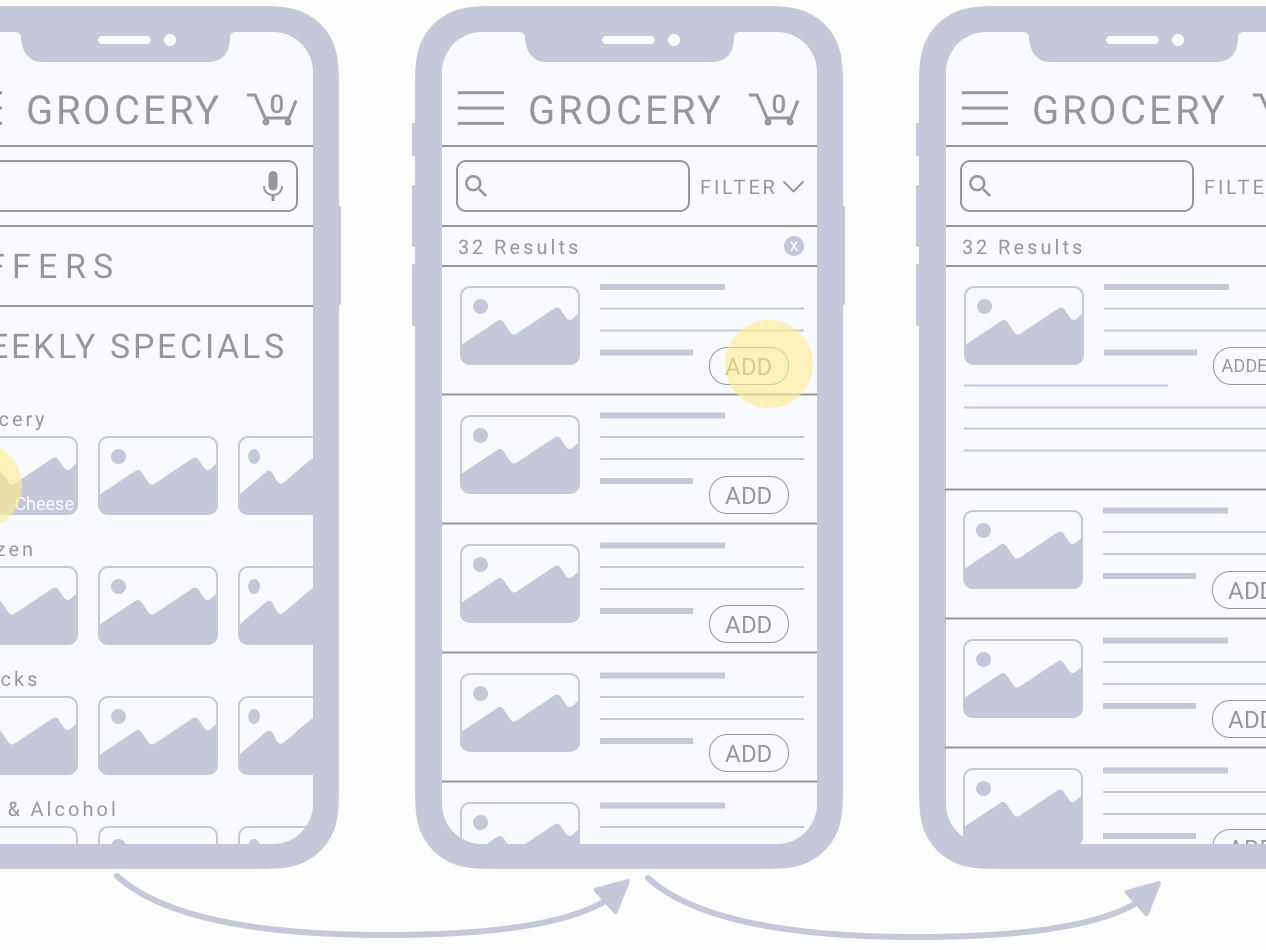 GROCERY 0
FFERS
EEKLY SPECIALS
cery
Cheese
zen
cks
& Alcohol
GROCERY 0
FILTER
32 Results X
ADD
ADD
ADD
ADD
GROCERY
FILTE
32 Results
ADDE
ADD
ADD
ADD